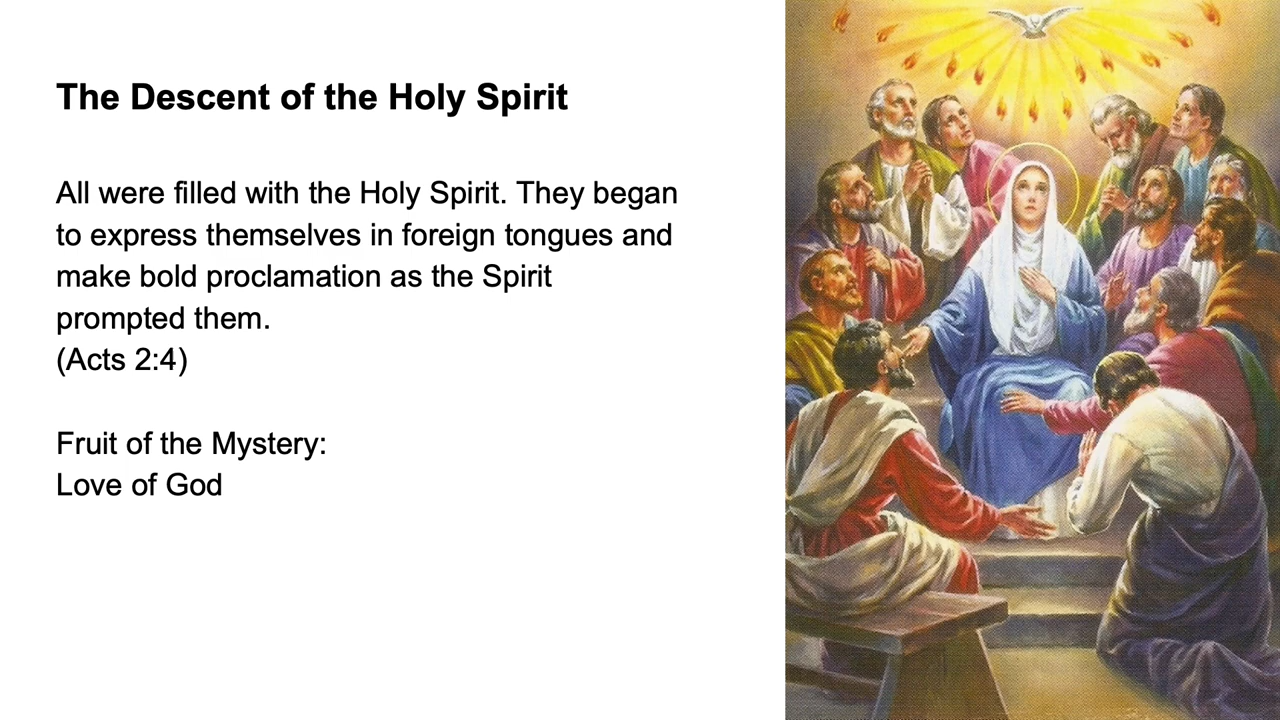 The Descent of the Holy Spirit
All were filled with the Holy Spirit. They began
to express themselves in foreign tongues and
make bold proclamation as the Spirit
prompted them.
(Acts 2:4)
Fruit of the Mystery:
Love of God